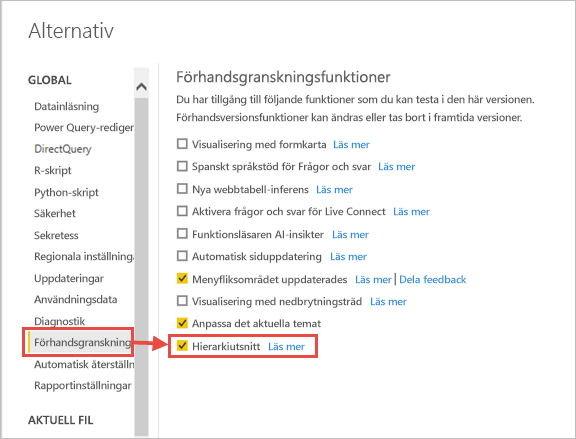 Alternativ
GLOBAL
Datainläsning
Power Query-rediger
DirectQuery
R-skript
Python-skript
Säkerhet
Sekretess
Regionala inställninga
Uppdateringar
Användningsdata
Diagnostik
Förhandsgranskning
Automatisk återställn
Rapportinställningar
AKTUELL FIL
Förhandsgranskningsfunktioner
Du har tillgång till följande funktioner som du kan testa i den här versionen.
Förhandsversionsfunktioner kan ändras eller tas bort i framtida versioner.
Visualisering med formkarta Läs mer
Spanskt språkstöd för Frågor och svar Läs mer
Nya webbtabell-inferens Läs mer
Aktivera frågor och svar för Live Connect Läs mer
Funktionsläsaren AI-insikter Läs mer
Automatisk siduppdatering Läs mer
Menyfliksområdet uppdaterades Läs mer | Dela feedback
Visualisering med nedbrytningsträd Läs mer
Anpassa det aktuella temat
Hierarkiutsnitt Läs mer